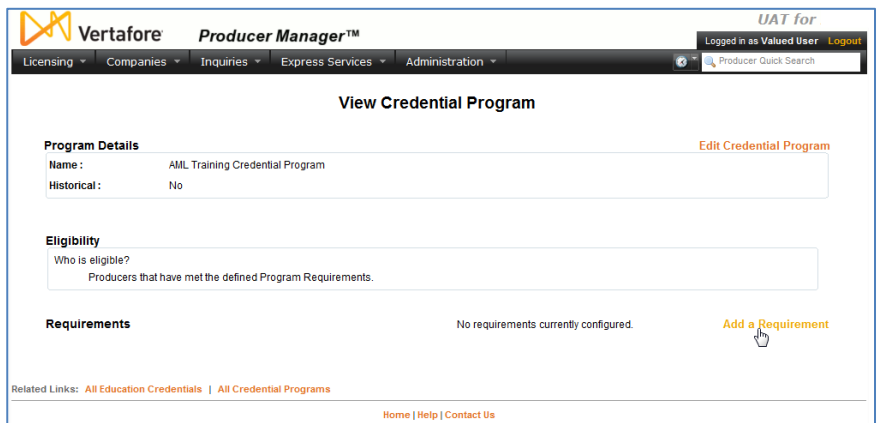 UAT for
Vertafore Producer Manager™
Logged in as Valued User Logout
Licensing Companies Inquiries Express Services Administration Producer Quick Search
View Credential Program
Program Details Edit Credential Program
Name : AML Training Credential Program
Historical : No
Eligibility
Who is eligible?
Producers that have met the defined Program Requirements.
Requirements No requirements currently configured. Add a Requirement
Related Links: All Education Credentials | All Credential Programs
Home | Help | Contact Us